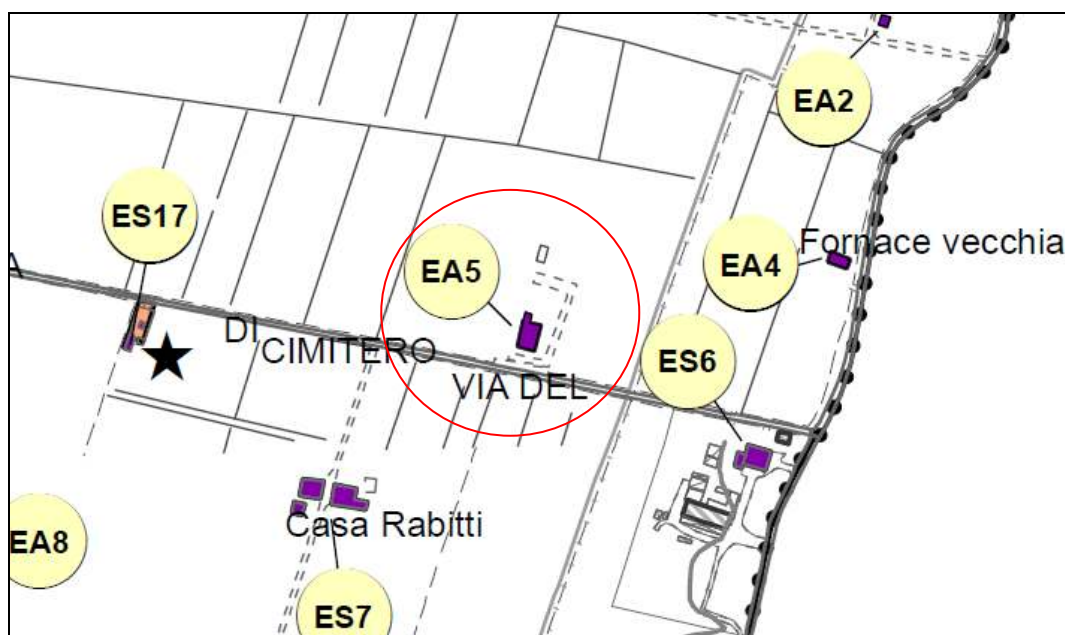 EA2
ES17
Fornace vecchia
EA5
EA4
A
DI
CIMITERO
ES6
VIA DEL
Casa Rabitti
EA8
ES7